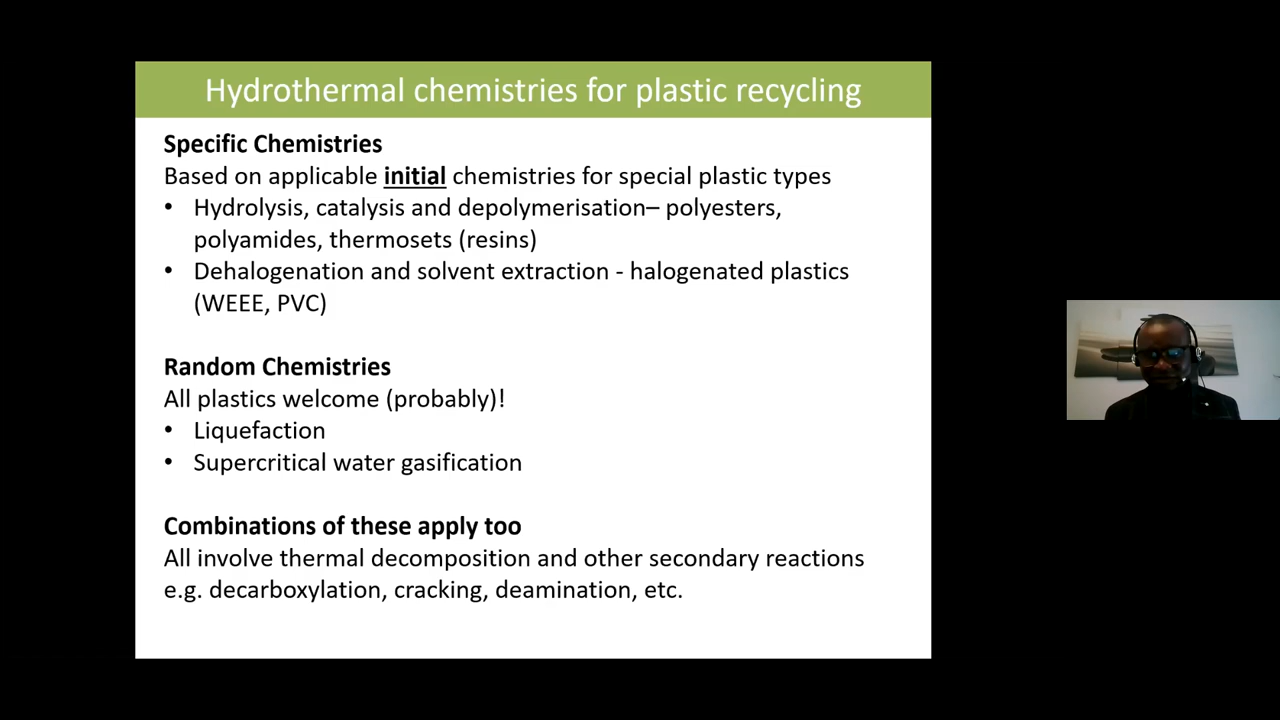 Hydrothermal chemistries for plastic recycling
Specific Chemistries
Based on applicable initial chemistries for special plastic types
• Hydrolysis, catalysis and depolymerisation– polyesters,
polyamides, thermosets (resins)
• Dehalogenation and solvent extraction - halogenated plastics
(WEEE, PVC)
Random Chemistries
All plastics welcome (probably)!
• Liquefaction
• Supercritical water gasification
Combinations of these apply too
All involve thermal decomposition and other secondary reactions
e.g. decarboxylation, cracking, deamination, etc.